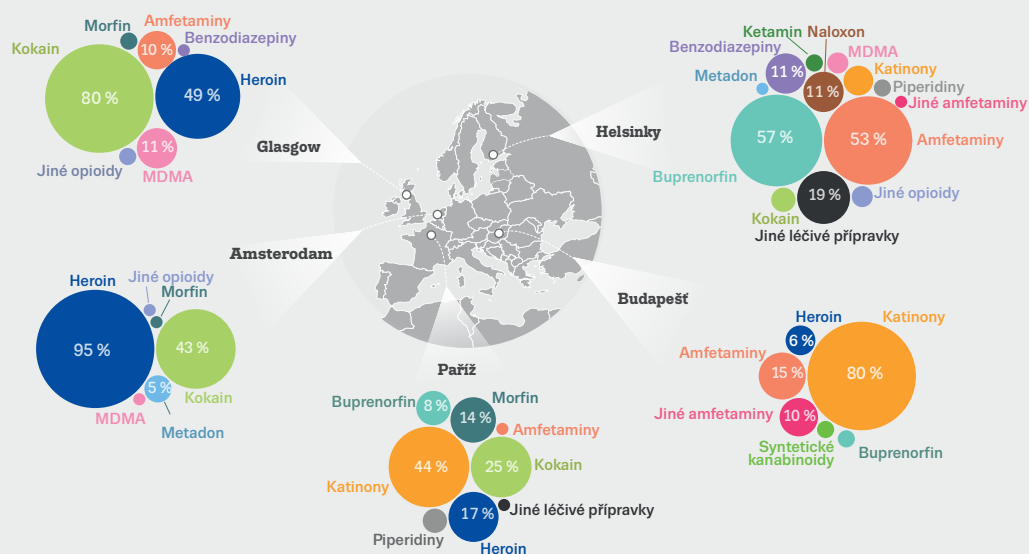 Morfin
Amfetaminy
Kokain
10 %
Benzodiazepiny
80 %
49 %
Heroin
11 %
Jiné opioidy
MDMA
Glasgow
Ketamin
Naloxon
Benzodiazepiny
MDMA
Metadon
11 %
Katinony
11 %
Piperidiny
Jiné amfetaminy
57 %
53 %
Amfetaminy
Buprenorfin
19 %
Jiné opioidy
Kokain
Jiné léčivé přípravky
Helsinky
Amsterodam
Heroin
Jiné opioidy
Morfin
95 %
43 %
5 %
Kokain
MDMA
Metadon
Budapešť
Heroin
Katinony
6 %
Amfetaminy
15 %
80 %
Jiné amfetaminy
10 %
Syntetické
kanabinoidy
Buprenorfin
Paříž
Buprenorfin
8 %
Morfin
14 %
Amfetaminy
44 %
25 %
Kokain
Katinony
17 %
Jiné léčivé přípravky
Piperidiny
Heroin